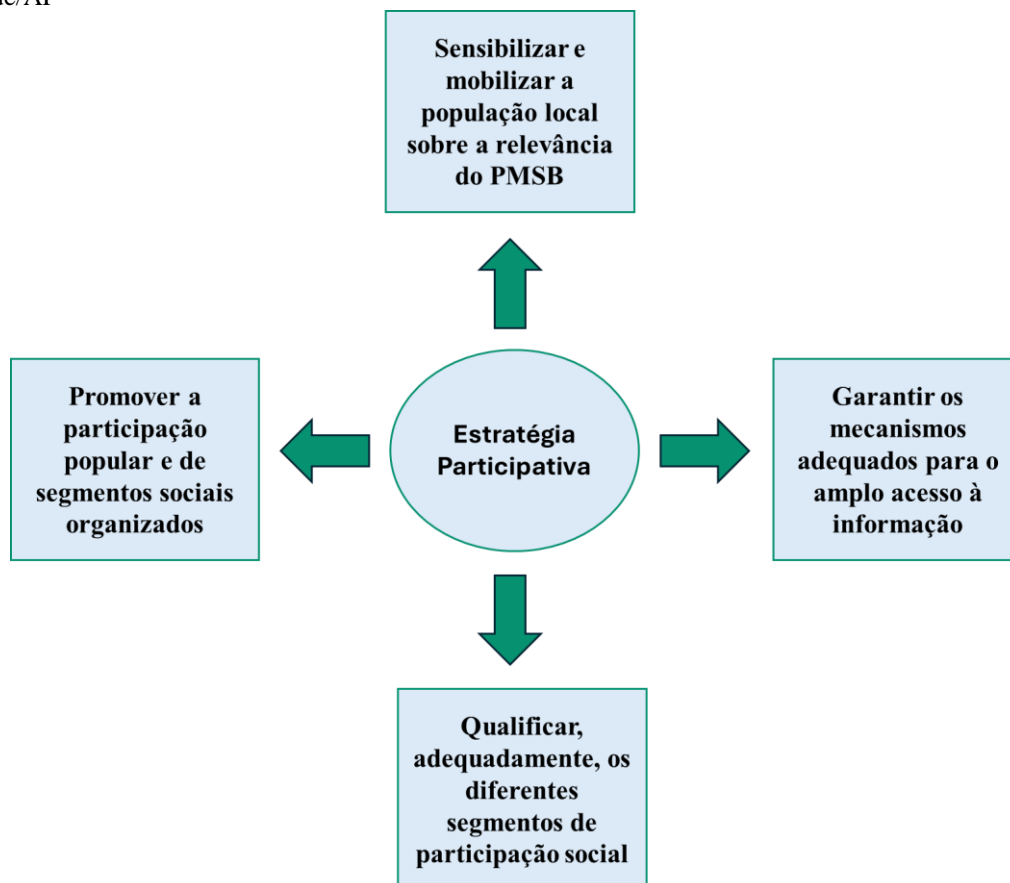 Sensibilizar e
mobilizar a
população local
sobre a relevância
do PMSB
Promover a
participação
popular e de
segmentos sociais
organizados
Estratégia
Participativa
Garantir os
mecanismos
adequados para o
amplo acesso à
informação
Qualificar,
adequadamente, os
diferentes
segmentos de
participação social